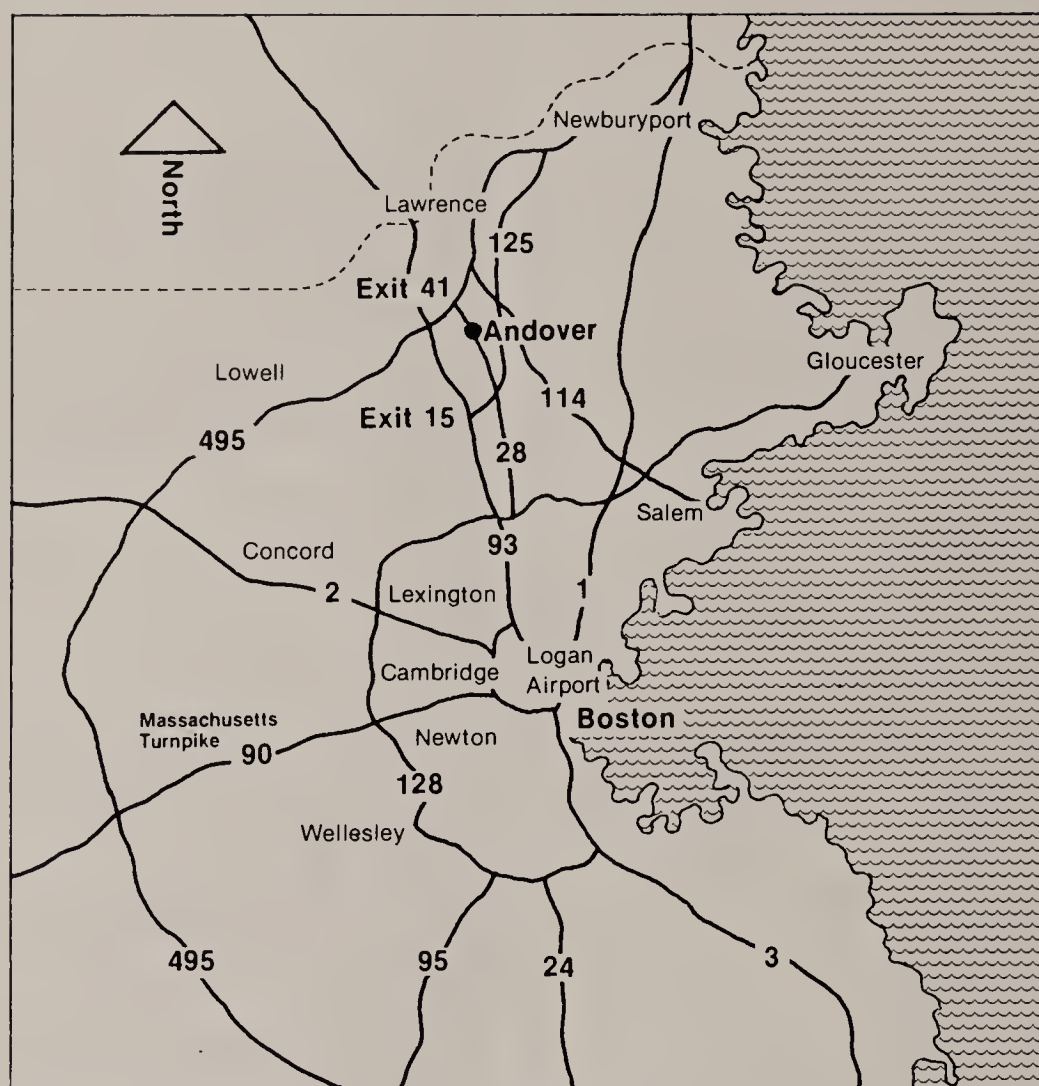 Newburyport
North
Lawrence
125
Exit 41
Andover
Gloucester
Lowell
114
Exit 15
495
28
Salem
93
Concord
2
Lexington
1
Logan
Airport
Cambridge
Boston
Massachusetts
Turnpike
90
Newton
128
Wellesley
495
95
24
3